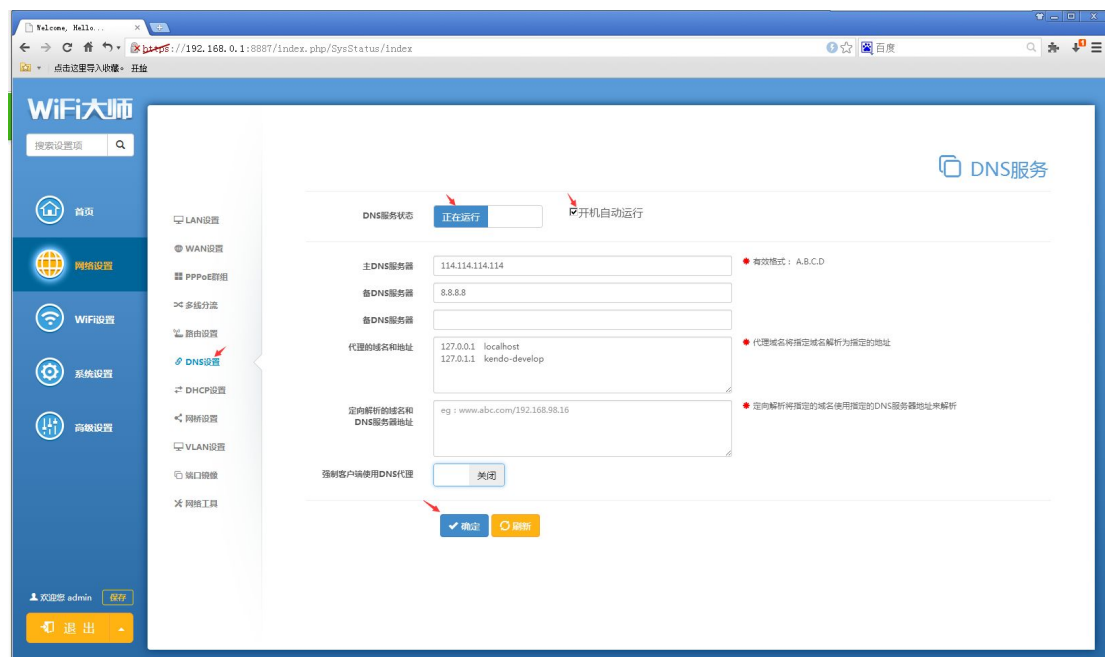 Welcome, Hello...
https://192.168.0.1:8887/index.php/SysStatus/index
百度
点击这里导入收藏。 开始
WiFi大师
搜索设置项
首页
网络设置
WiFi设置
系统设置
高级设置
欢迎您 admin 保存
退 出
LAN设置
WAN设置
PPPoE群组
多线分流
路由设置
DNS设置
DHCP设置
网桥设置
VLAN设置
端口镜像
网络工具
DNS服务
DNS服务状态 正在运行 开机自动运行
主DNS服务器 114.114.114.114 有效格式: A.B.C.D
备DNS服务器 8.8.8.8
备DNS服务器
代理的域名和地址 127.0.0.1 localhost
127.0.1.1 kendo-develop
代理域名将指定域名解析为指定的地址
定向解析的域名和
DNS服务器地址
eg : www.abc.com/192.168.98.16
定向解析将指定的域名使用指定的DNS服务器地址来解析
强制客户端使用DNS代理 关闭
确定 刷新